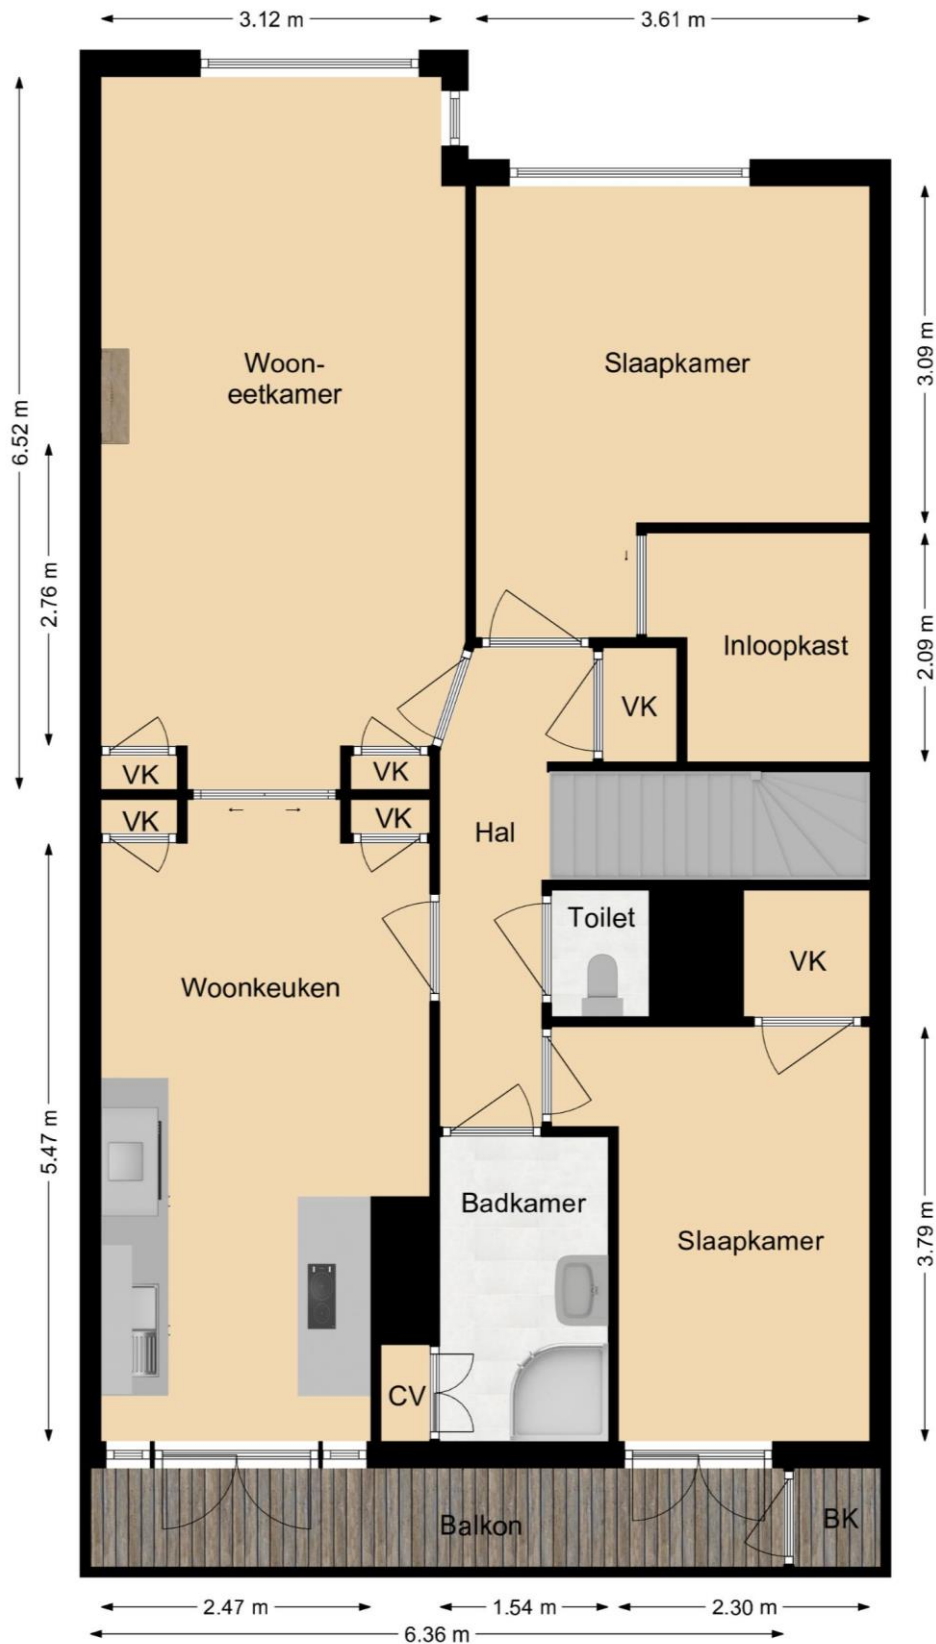 3.12 m
3.61 m
6.52 m
2.76 m
3.09 m
Woon-
eetkamer
Slaapkamer
Inloopkast
2.09 m
VK
VK
VK
VK
VK
Hal
Toilet
VK
Woonkeuken
5.47 m
Badkamer
Slaapkamer
3.79 m
CV
Balkon
BK
2.47 m
1.54 m
2.30 m
6.36 m